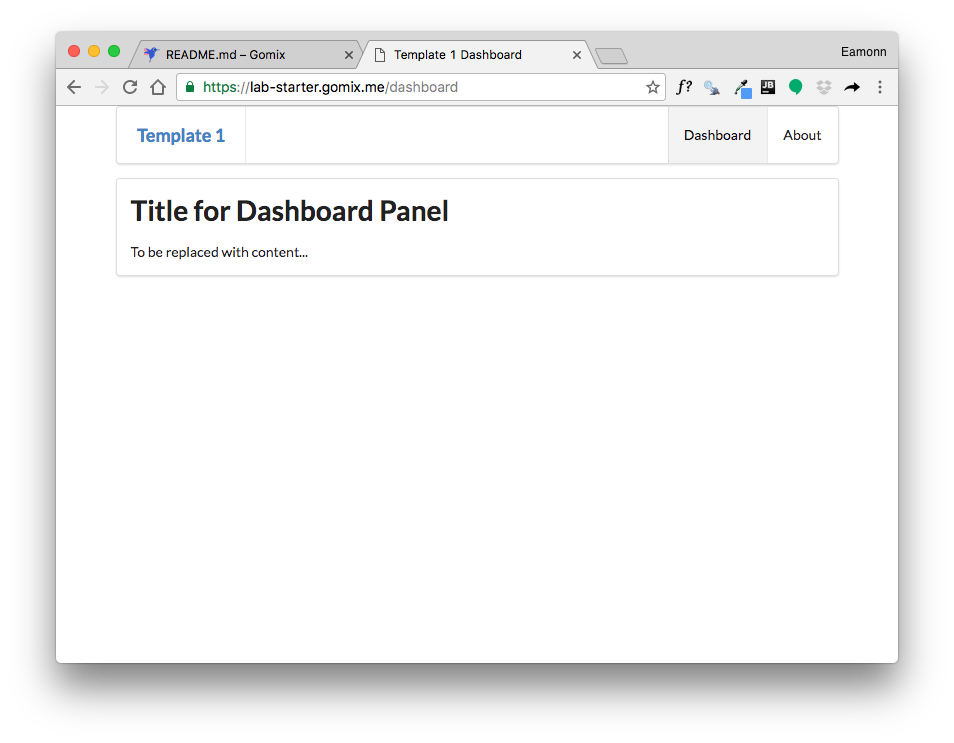 README.md – Gomix
Template 1 Dashboard
Eamonn
https://lab-starter.gomix.me/dashboard
f?
JB
Template 1
Dashboard
About
Title for Dashboard Panel
To be replaced with content...